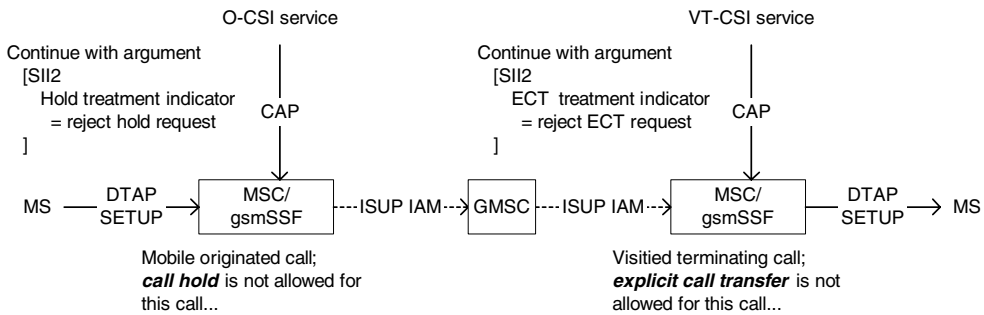 O-CSI service
VT-CSI service
Continue with argument
[SII2
Hold treatment indicator
= reject hold request
]
CAP
Continue with argument
[SII2
ECT treatment indicator
= reject ECT request
]
CAP
MS
DTAP
SETUP
MSC/
gsmSSF
ISUP IAM
GMSC
ISUP IAM
MSC/
gsmSSF
DTAP
SETUP
MS
Mobile originated call;
call hold is not allowed for
this call...
Visitied terminating call;
explicit call transfer is not
allowed for this call...